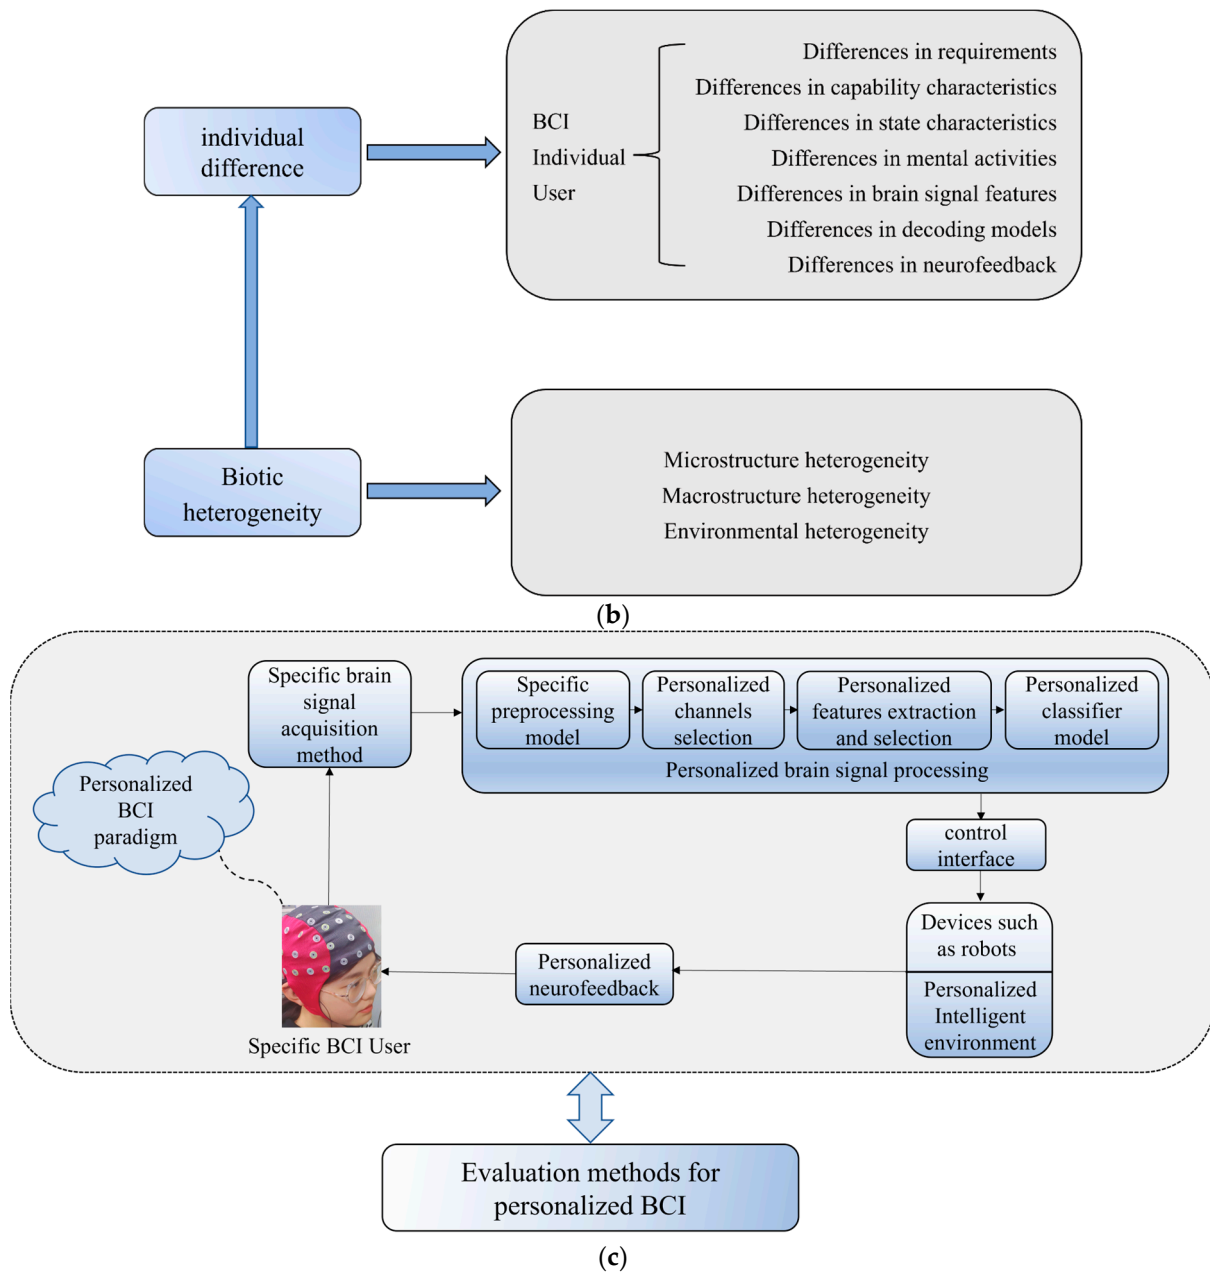 individual
difference
BCI
Individual
User
Differences in requirements
Differences in capability characteristics
Differences in state characteristics
Differences in mental activities
Differences in brain signal features
Differences in decoding models
Differences in neurofeedback
Biotic
heterogeneity
Microstructure heterogeneity
Macrostructure heterogeneity
Environmental heterogeneity
(b)
Specific brain
signal
acquisition
method
Specific
preprocessing
model
Personalized
channels
selection
Personalized
features extraction
and selection
Personalized
classifier
model
Personalized brain signal processing
Personalized
BCI
paradigm
control
interface
Devices such
as robots
Personalized
Intelligent
environment
Personalized
neurofeedback
Specific BCI User
Evaluation methods for
personalized BCI
(c)